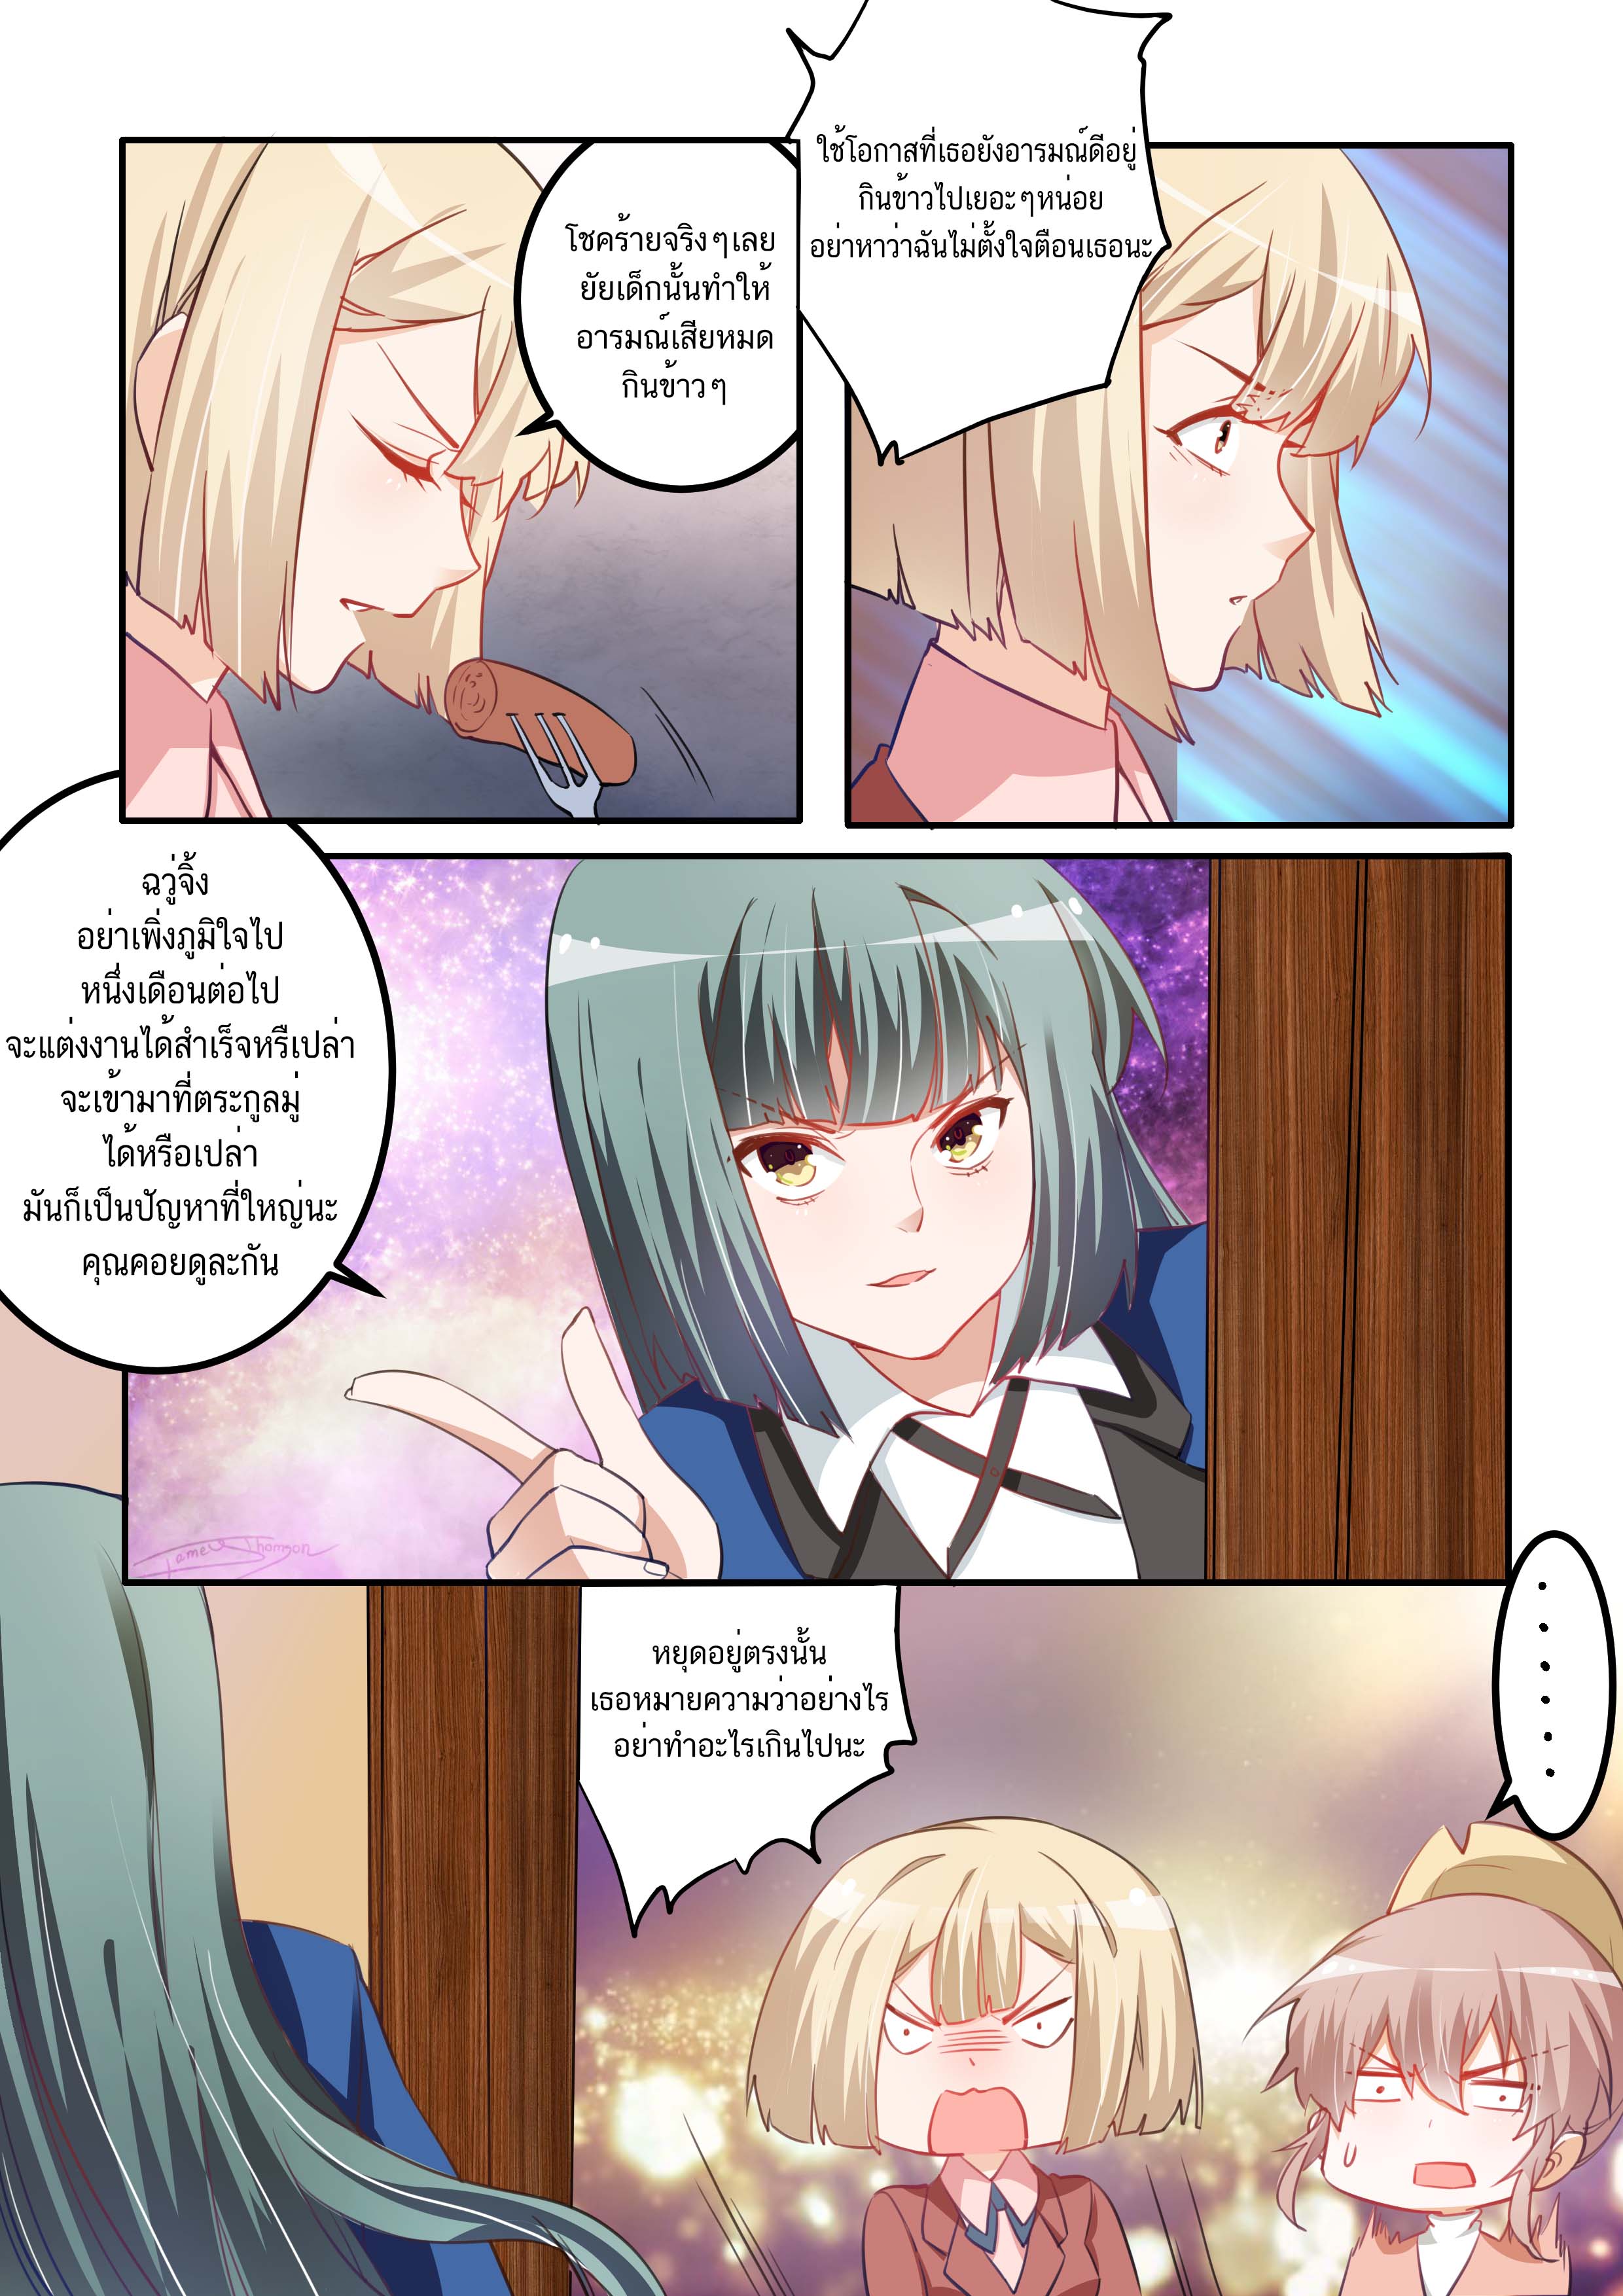 โชคร้ายจริงๆเลย
ยัยเด็กนั้นทำให้
อารมณ์เสียหมด
กินข้าวๆ
ใช้โอกาสที่เธอยังอารมณ์ดีอยู่
กินข้าวไปเยอะๆหน่อย
อย่าหาว่าฉันไม่ตั้งใจตือนเธอนะ
ฉวู่จิ้ง
อย่าเพิ่งภูมิใจไป
หนึ่งเดือนต่อไป
จะแต่งงานได้สำเร็จหรืเปล่า
จะเข้ามาที่ตระกูลมู่
ได้หรือเปล่า
มันก็เป็นปัญหาที่ใหญ่นะ
คุณคอยดูละกัน
หยุดอยู่ตรงนั้น
เธอหมายความว่าอย่างไร
อย่าทำอะไรเกินไปนะ
......